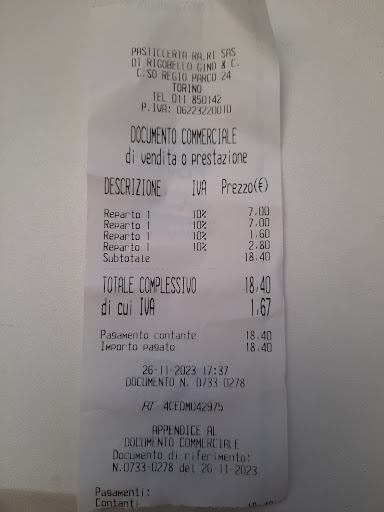 PASTICCERIA RA.RI SAS
DI RIGOBELLO GINO & C.
C.SO REGIO PARCO 24
TORINO
TEL 011 850142
P.IVA: 06223220010
DOCUMENTO COMMERCIALE
di vendita o prestazione
DESCRIZIONE IVA Prezzo(€)
Reparto 1 10% 7,00
Reparto 1 10% 7,00
Reparto 1 10% 1,60
Reparto 1 10% 2,80
Subtotale 18,40
TOTALE COMPLESSIVO 18,40
di cui IVA 1,67
Pagamento contante 18,40
Importo pagato 18,40
26-11-2023 17:37
DOCUMENTO N. 0733-0278
RT 4CEDM042975
APPENDICE AL
DOCUMENTO COMMERCIALE
Documento di riferimento:
N.0733-0278 del 26-11-2023
Pagamenti:
Contanti 18,40